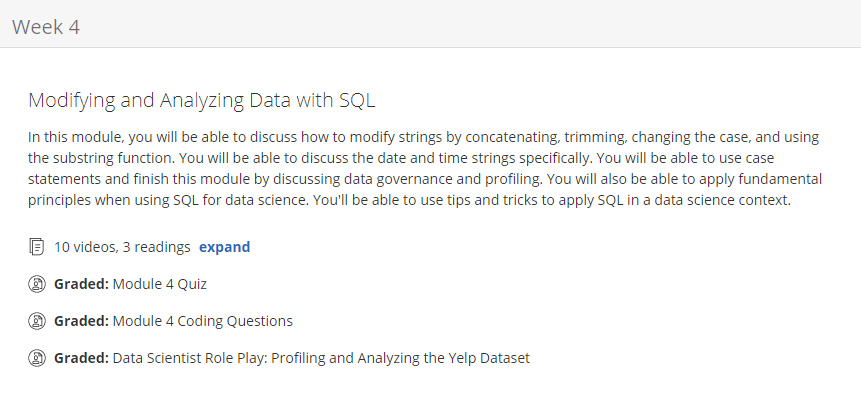 Week 4
Modifying and Analyzing Data with SQL
In this module, you will be able to discuss how to modify strings by concatenating, trimming, changing the case, and using
the substring function. You will be able to discuss the date and time strings specifically. You will be able to use case
statements and finish this module by discussing data governance and profiling. You will also be able to apply fundamental
principles when using SQL for data science. You'll be able to use tips and tricks to apply SQL in a data science context.
10 videos, 3 readings expand
Graded: Module 4 Quiz
Graded: Module 4 Coding Questions
Graded: Data Scientist Role Play: Profiling and Analyzing the Yelp Dataset